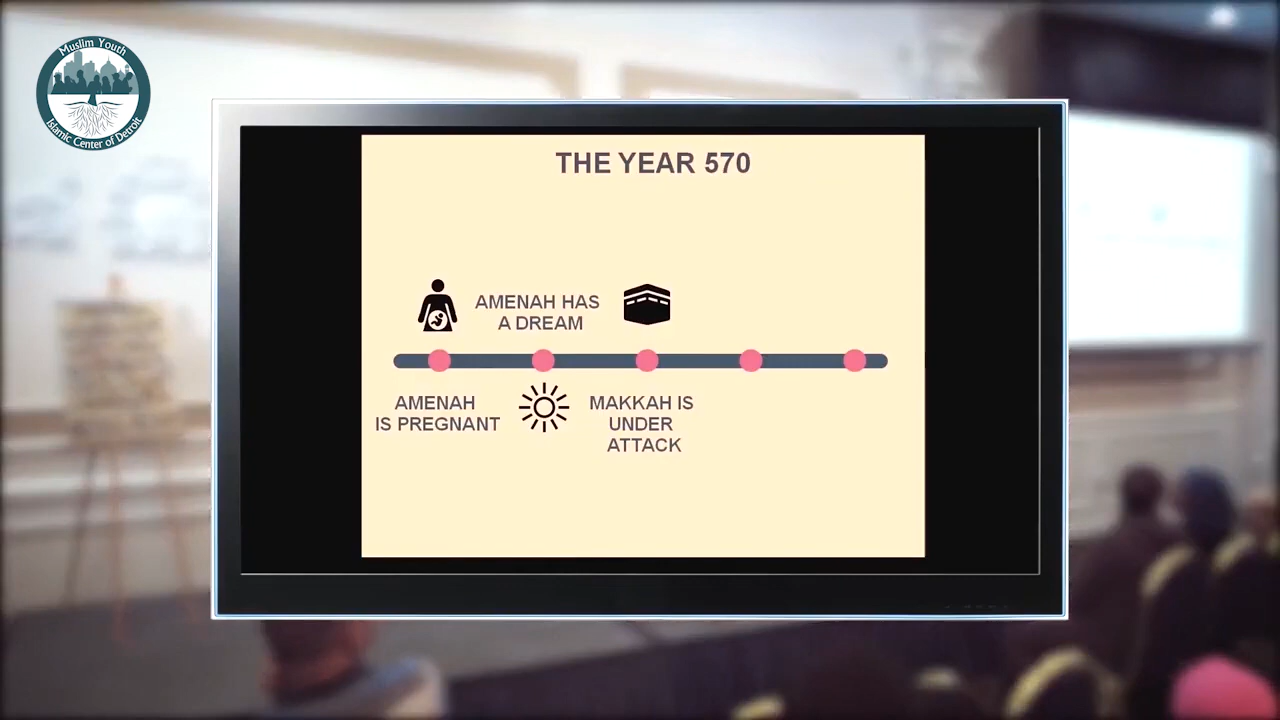 Muslim Youth
Islamic Center of Detroit
THE YEAR 570
AMENAH HAS
A DREAM
AMENAH
IS PREGNANT
MAKKAH IS
UNDER
ATTACK